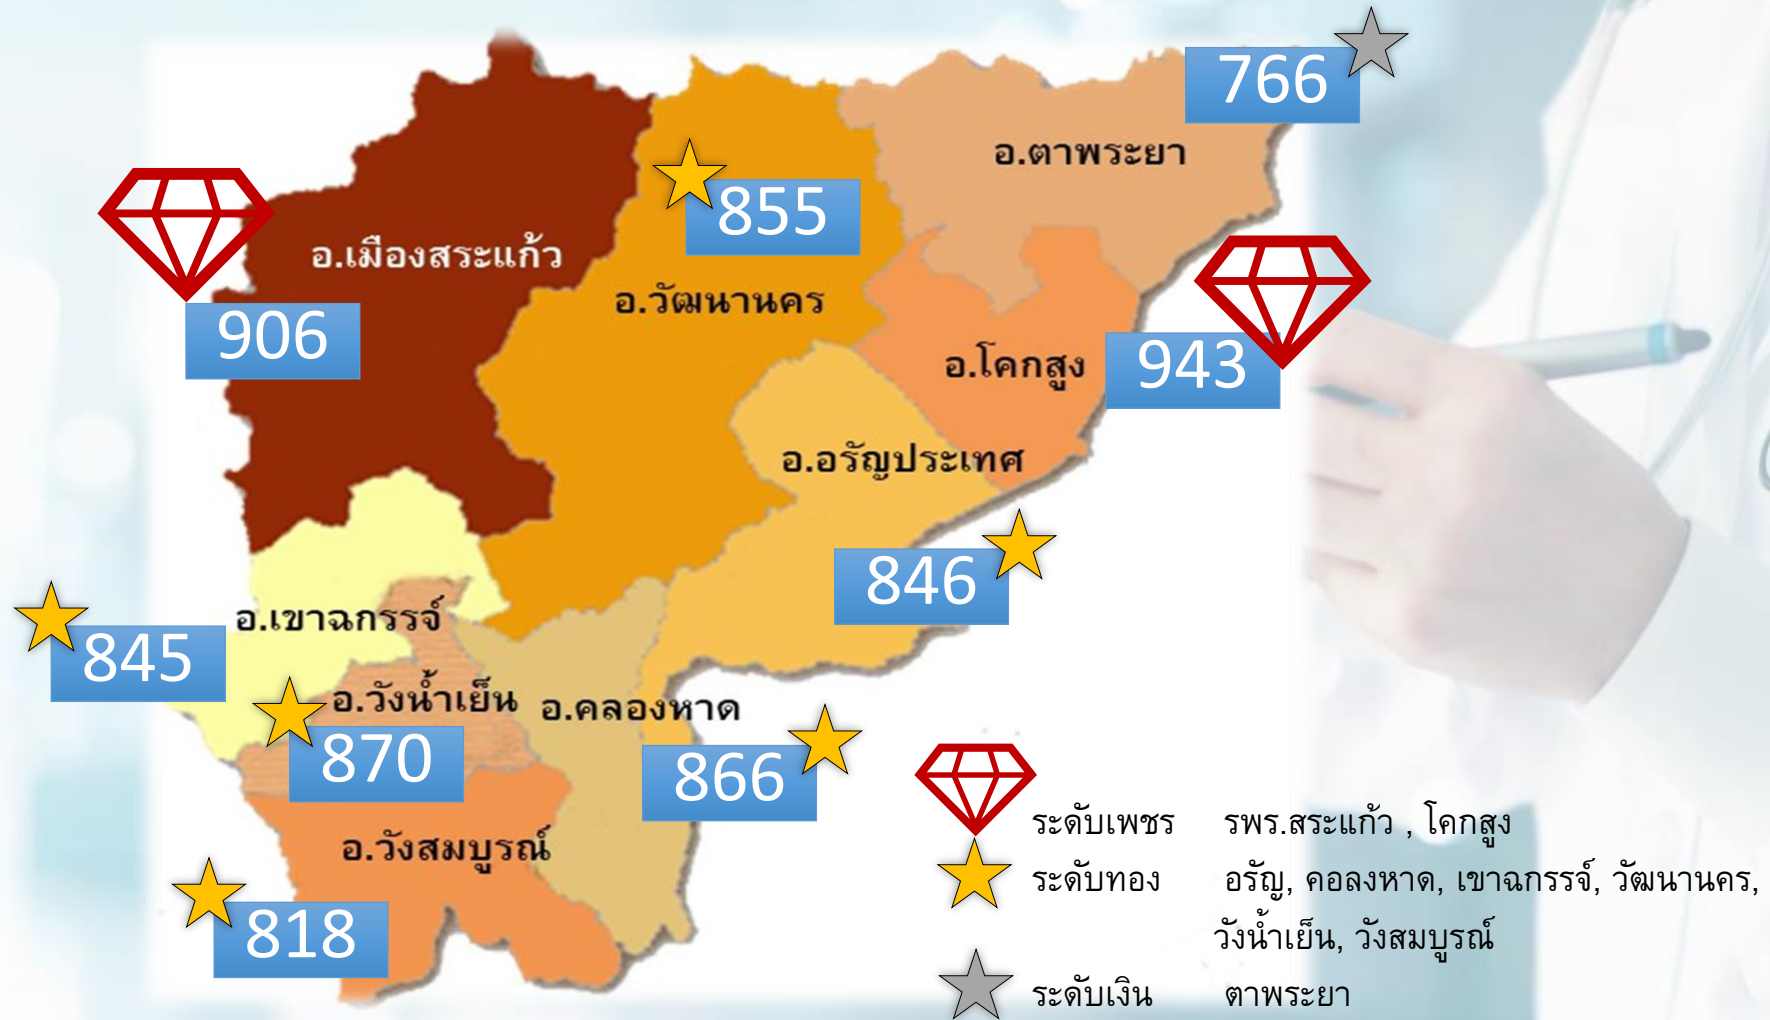 766
อ.ตาพระยา
855
อ.เมืองสระแก้ว
อ.วัฒนานคร
906
อ.โคกสูง
943
อ.อรัญประเทศ
846
อ.เขาฉกรรจ์
845
อ.วังน้ำเย็น
อ.คลองหาด
870
866
อ.วังสมบูรณ์
818
ระดับเพชร รพร.สระแก้ว , โคกสูง
ระดับทอง อรัญ, คอลงหาด, เขาฉกรรจ์, วัฒนานคร,
วังน้ำเย็น, วังสมบูรณ์
ระดับเงิน ตาพระยา